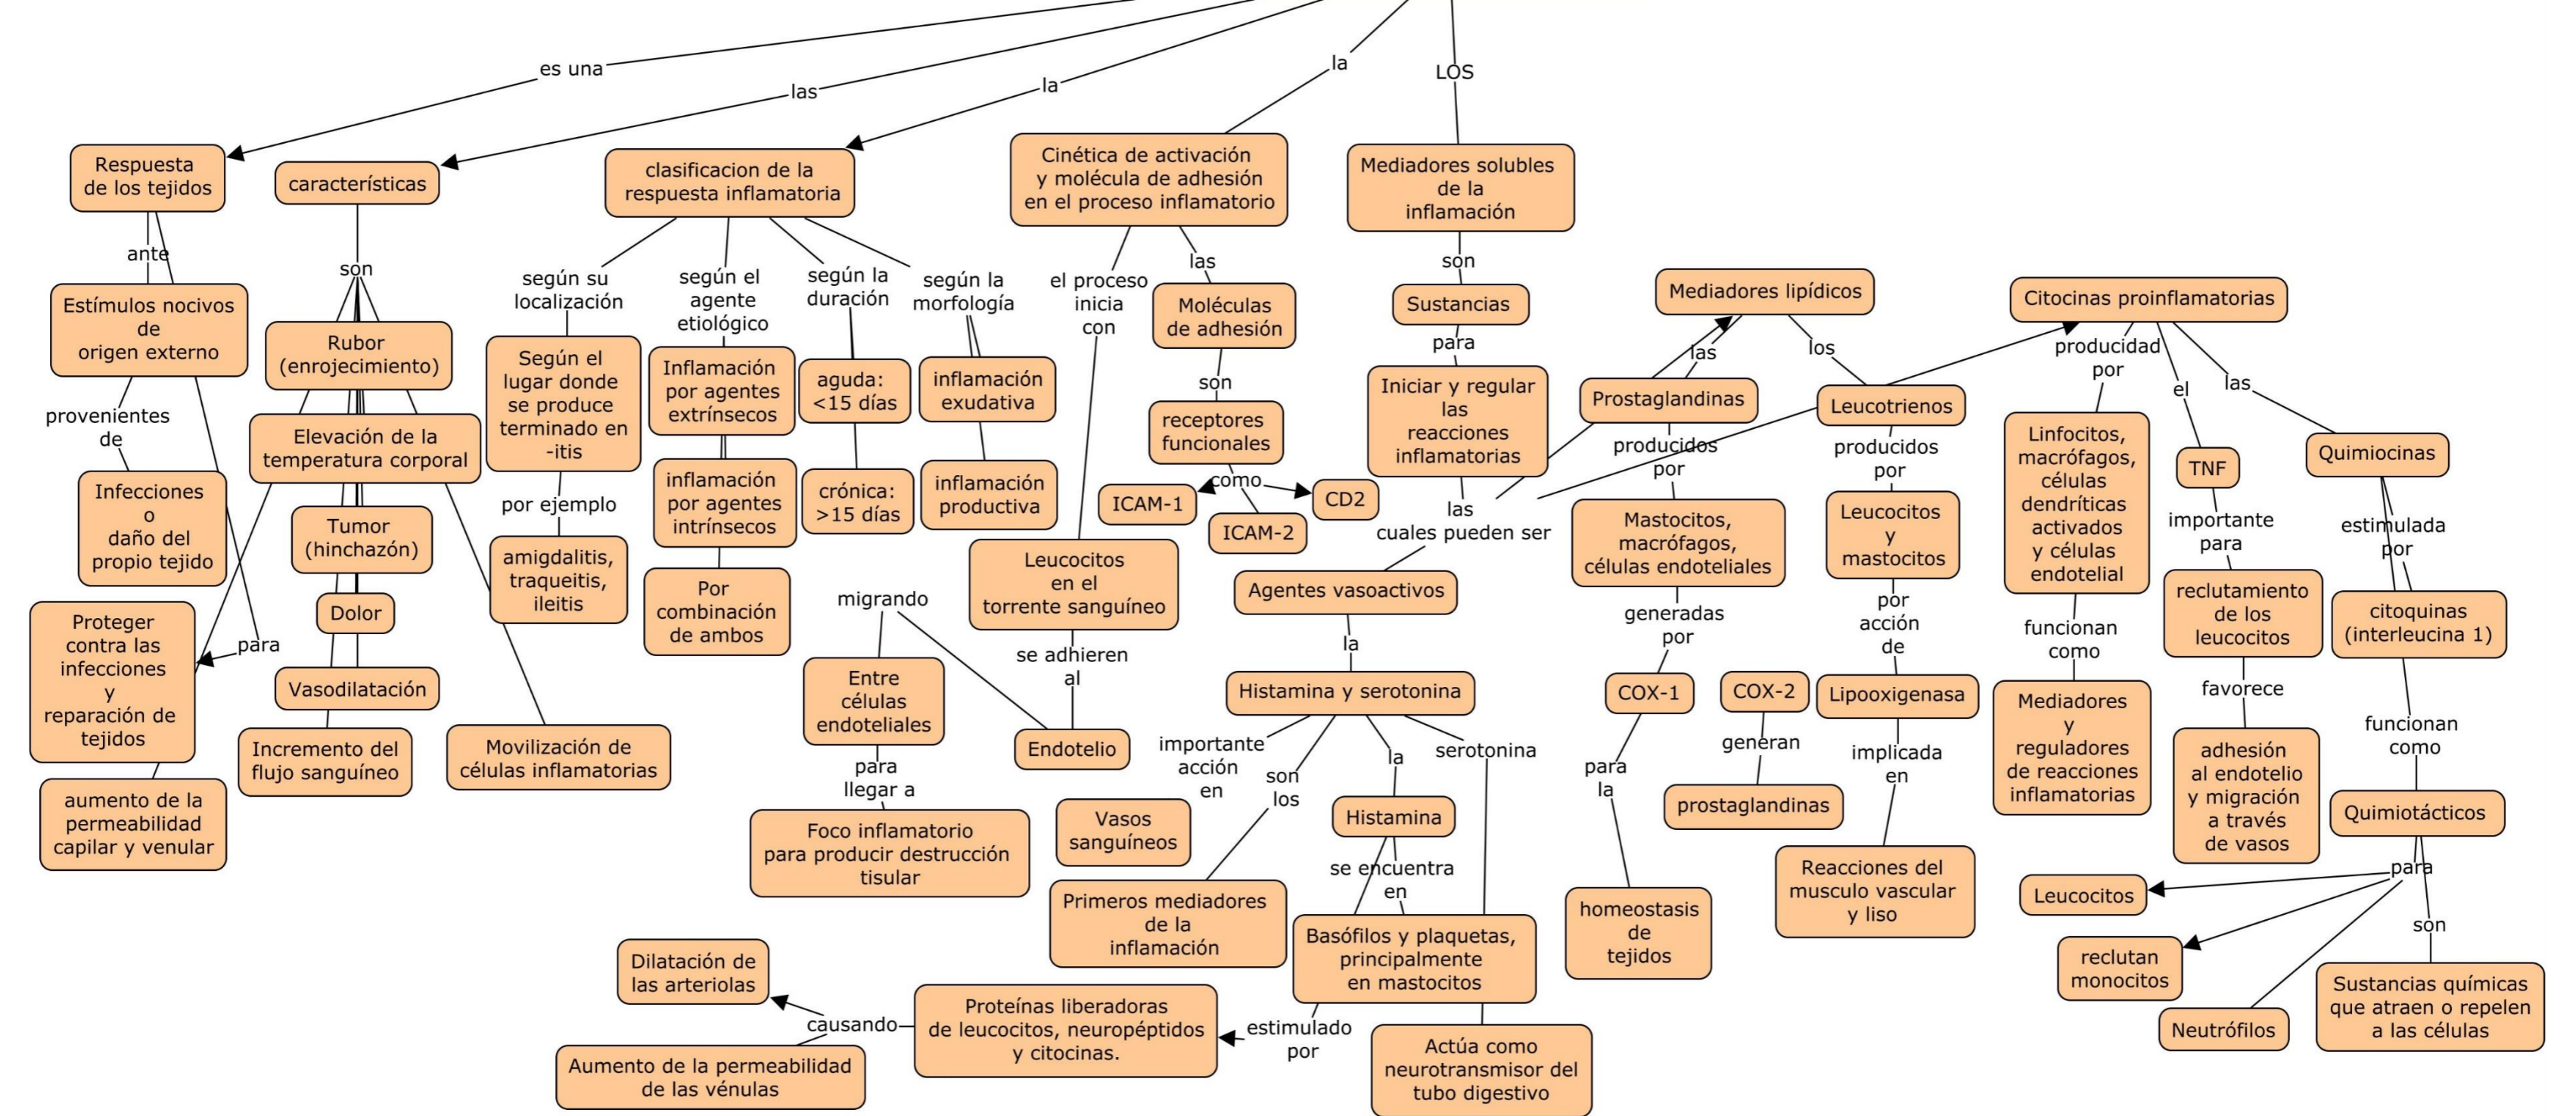 es una
las
la
la
LOS
Respuesta
de los tejidos
ante
Estímulos nocivos
de
origen externo
provenientes
de
Infecciones
o
daño del
propio tejido
para
Proteger
contra las
infecciones
y
reparación de
tejidos
características
son
Rubor
(enrojecimiento)
Elevación de la
temperatura corporal
Tumor
(hinchazón)
Dolor
Vasodilatación
Incremento del
flujo sanguíneo
aumento de la
permeabilidad
capilar y venular
Movilización de
células inflamatorias
clasificacion de la
respuesta inflamatoria
según su
localización
Según el
lugar donde
se produce
terminado en
-itis
por ejemplo
amigdalitis,
traqueitis,
ileitis
según el
agente
etiológico
Inflamación
por agentes
extrínsecos
inflamación
por agentes
intrínsecos
Por
combinación
de ambos
según la
duración
aguda:
<15 días
crónica:
>15 días
según la
morfología
inflamación
exudativa
inflamación
productiva
Cinética de activación
y molécula de adhesión
en el proceso inflamatorio
el proceso
inicia
con
Leucocitos
en el
torrente sanguíneo
se adhieren
al
Endotelio
migrando
Entre
células
endoteliales
para
llegar a
Foco inflamatorio
para producir destrucción
tisular
las
Moléculas
de adhesión
son
receptores
funcionales
como
ICAM-1
ICAM-2
CD2
Mediadores solubles
de la
inflamación
son
Sustancias
para
Iniciar y regular
las
reacciones
inflamatorias
las
cuales pueden ser
Agentes vasoactivos
la
Histamina y serotonina
importante
acción
en
Vasos
sanguíneos
son
los
Primeros mediadores
de la
inflamación
la
Histamina
se encuentra
en
serotonina
Basófilos y plaquetas,
principalmente
en mastocitos
estimulado
por
Proteínas liberadoras
de leucocitos, neuropéptidos
y citocinas.
causando
Dilatación de
las arteriolas
Aumento de la permeabilidad
de las vénulas
Actúa como
neurotransmisor del
tubo digestivo
Mediadores lipídicos
las
Prostaglandinas
producidos
por
Mastocitos,
macrófagos,
células endoteliales
generadas
por
COX-1
para
la
homeostasis
de
tejidos
COX-2
generan
prostaglandinas
los
Leucotrienos
producidos
por
Leucocitos
y
mastocitos
por
acción
de
Lipooxigenasa
implicada
en
Reacciones del
musculo vascular
y liso
Citocinas proinflamatorias
producidad
por
Linfocitos,
macrófagos,
células
dendríticas
activados
y células
endotelial
funcionan
como
Mediadores
y
reguladores
de reacciones
inflamatorias
el
TNF
importante
para
reclutamiento
de los
leucocitos
favorece
adhesión
al endotelio
y migración
a través
de vasos
las
Quimiocinas
estimulada
por
citoquinas
(interleucina 1)
funcionan
como
Quimiotácticos
para
Leucocitos
reclutan
monocitos
Neutrófilos
son
Sustancias químicas
que atraen o repelen
a las células